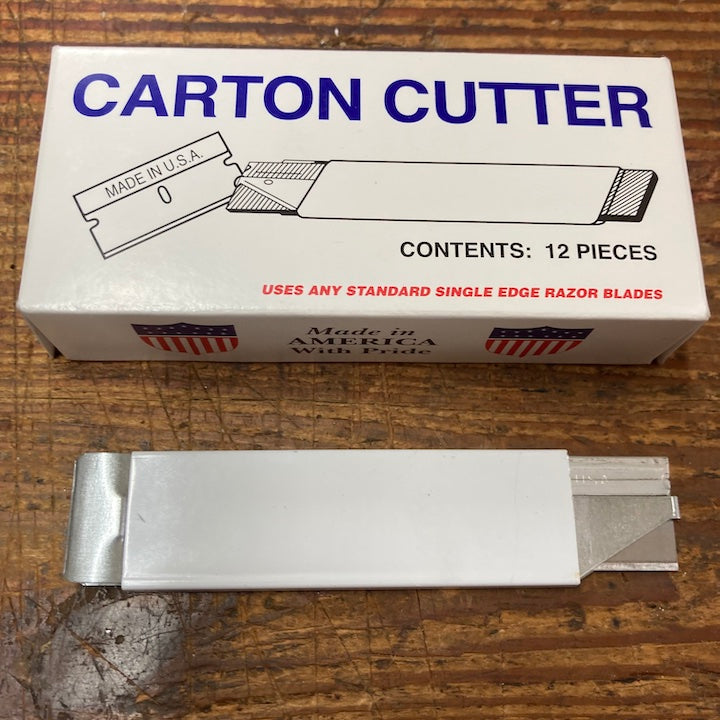 CARTON CUTTER
MADE IN U.S.A.
0
CONTENTS: 12 PIECES
USES ANY STANDARD SINGLE EDGE RAZOR BLADES
Made in
AMERICA
With Pride